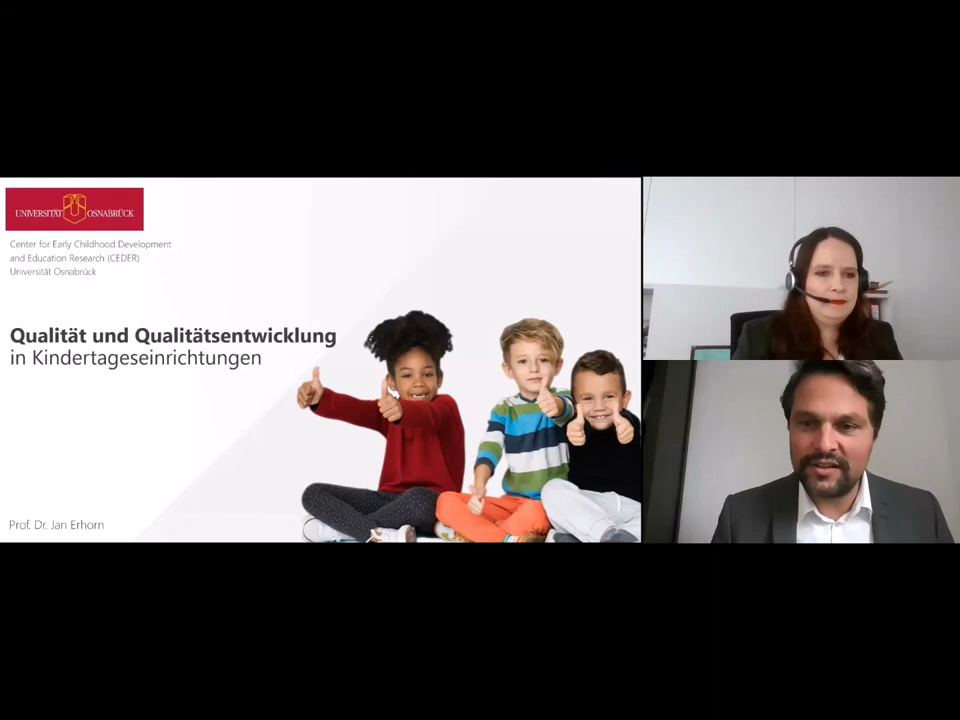 UNIVERSITÄT OSNABRÜCK
Center for Early Childhood Development
and Education Research (CEDER)
Universität Osnabrück
Qualität und Qualitätsentwicklung
in Kindertageseinrichtungen
Prof. Dr. Jan Erhorn